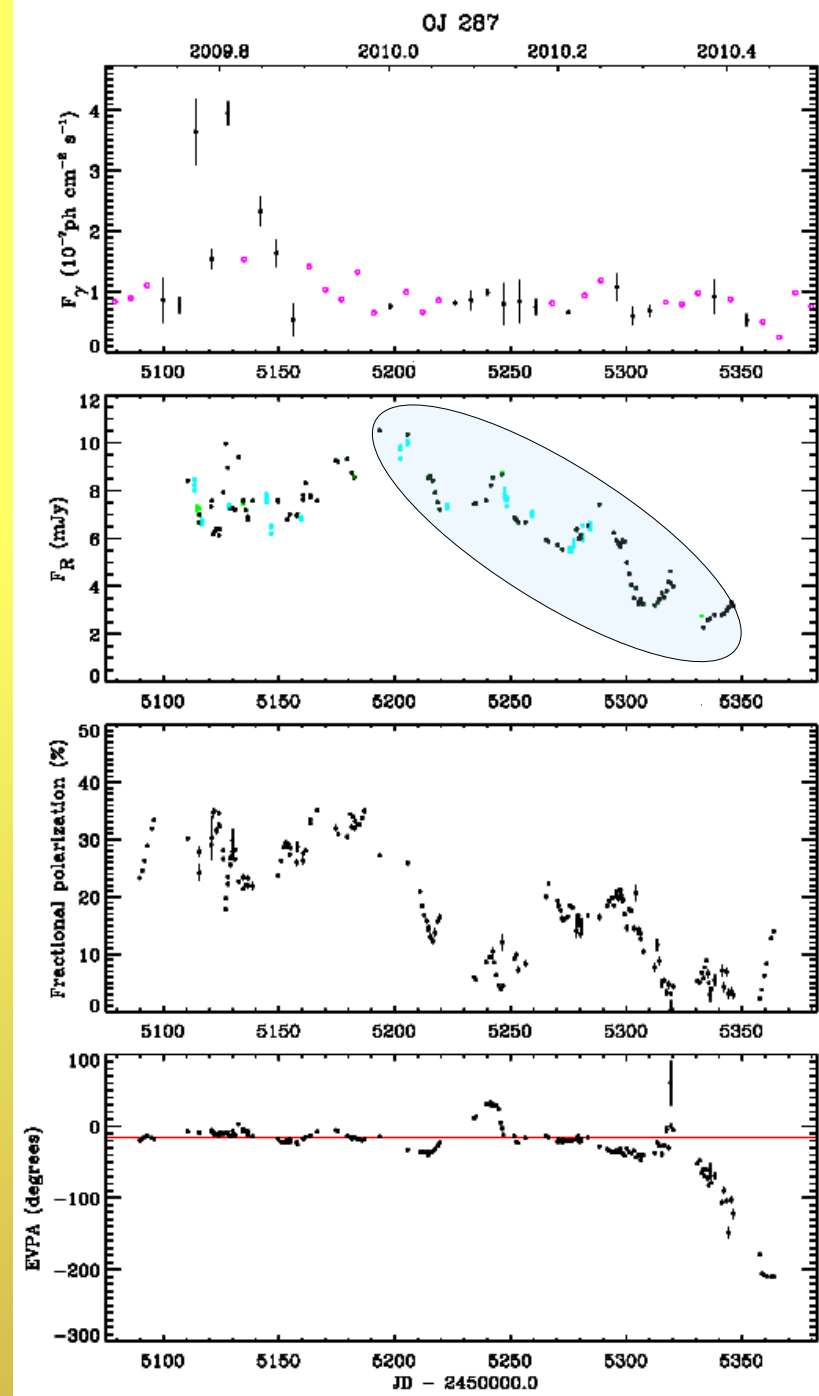 OJ 287
2009.8 2010.0 2010.2 2010.4
F_γ (10⁻⁷ph cm⁻² s⁻¹)
4
3
2
1
0
5100 5150 5200 5250 5300 5350
F_R (mJy)
12
10
8
6
4
2
0
5100 5150 5200 5250 5300 5350
Fractional polarization (%)
50
40
30
20
10
0
5100 5150 5200 5250 5300 5350
EVPA (degrees)
100
0
-100
-200
-300
5100 5150 5200 5250 5300 5350
JD - 2450000.0